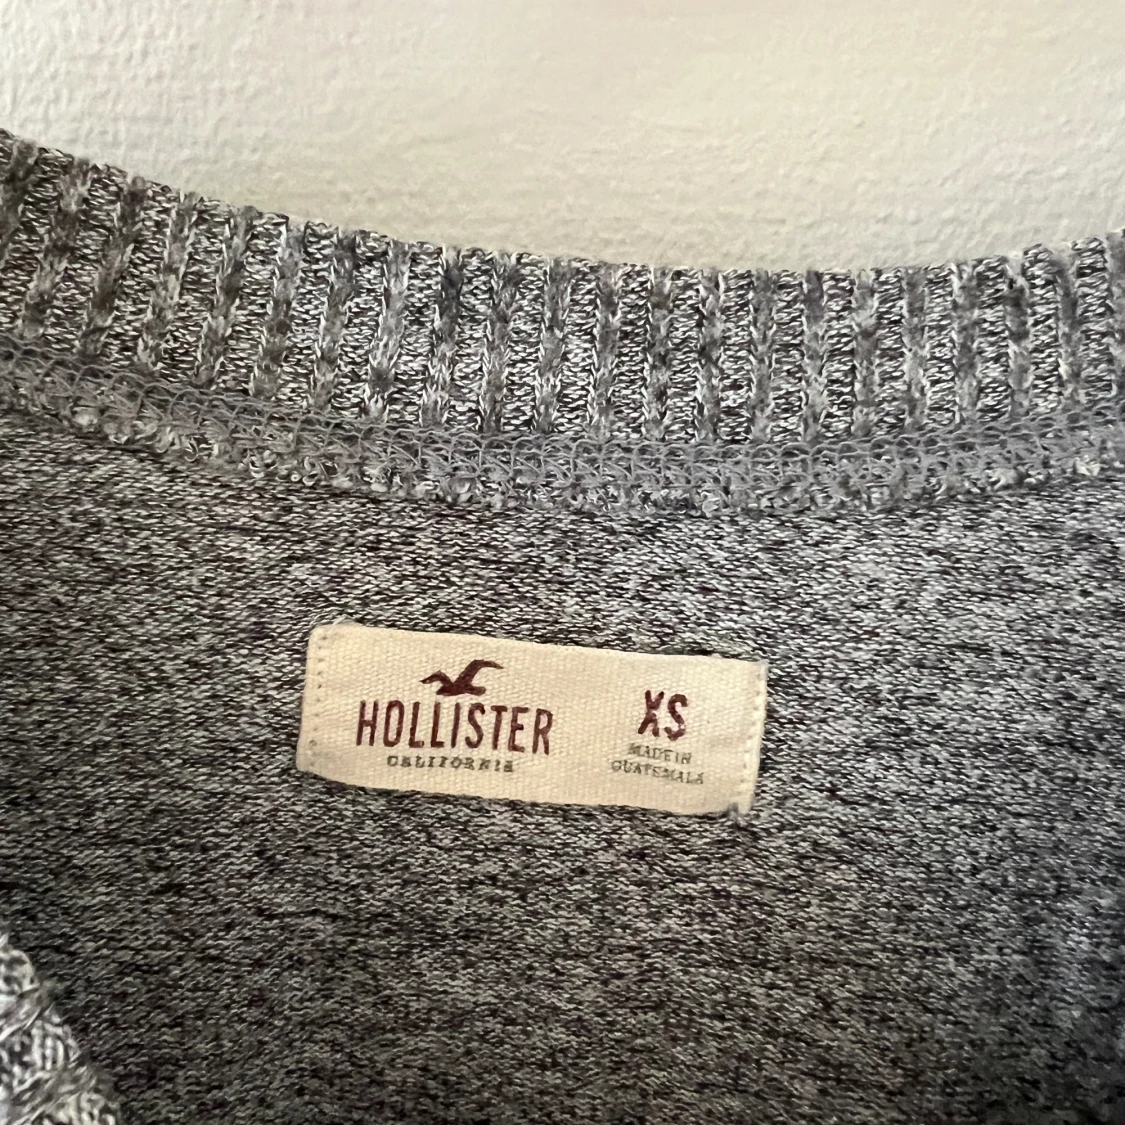 HOLLISTER
CALIFORNIA
XS
MADE IN
GUATEMALA